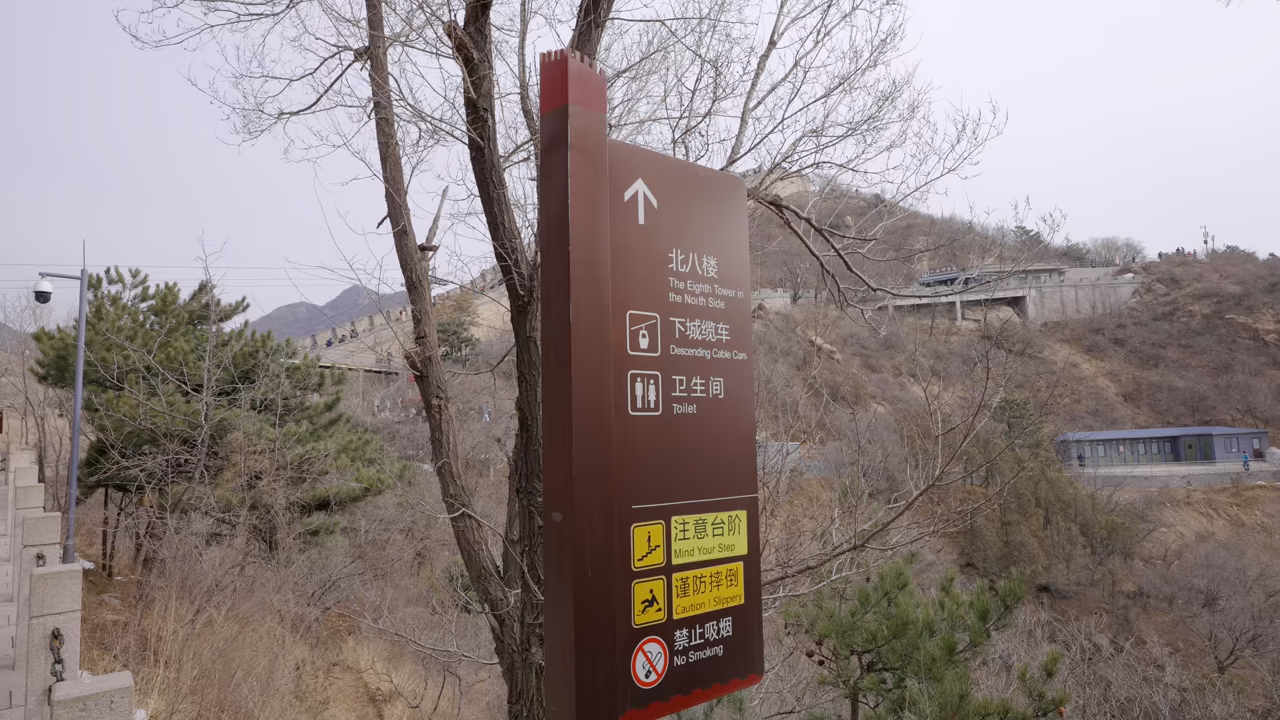 北八楼
The Eighth Tower in
the North Side
下城缆车
Descending Cable Cars
卫生间
Toilet
注意台阶
Mind Your Step
谨防摔倒
Caution ! Slippery
禁止吸烟
No Smoking